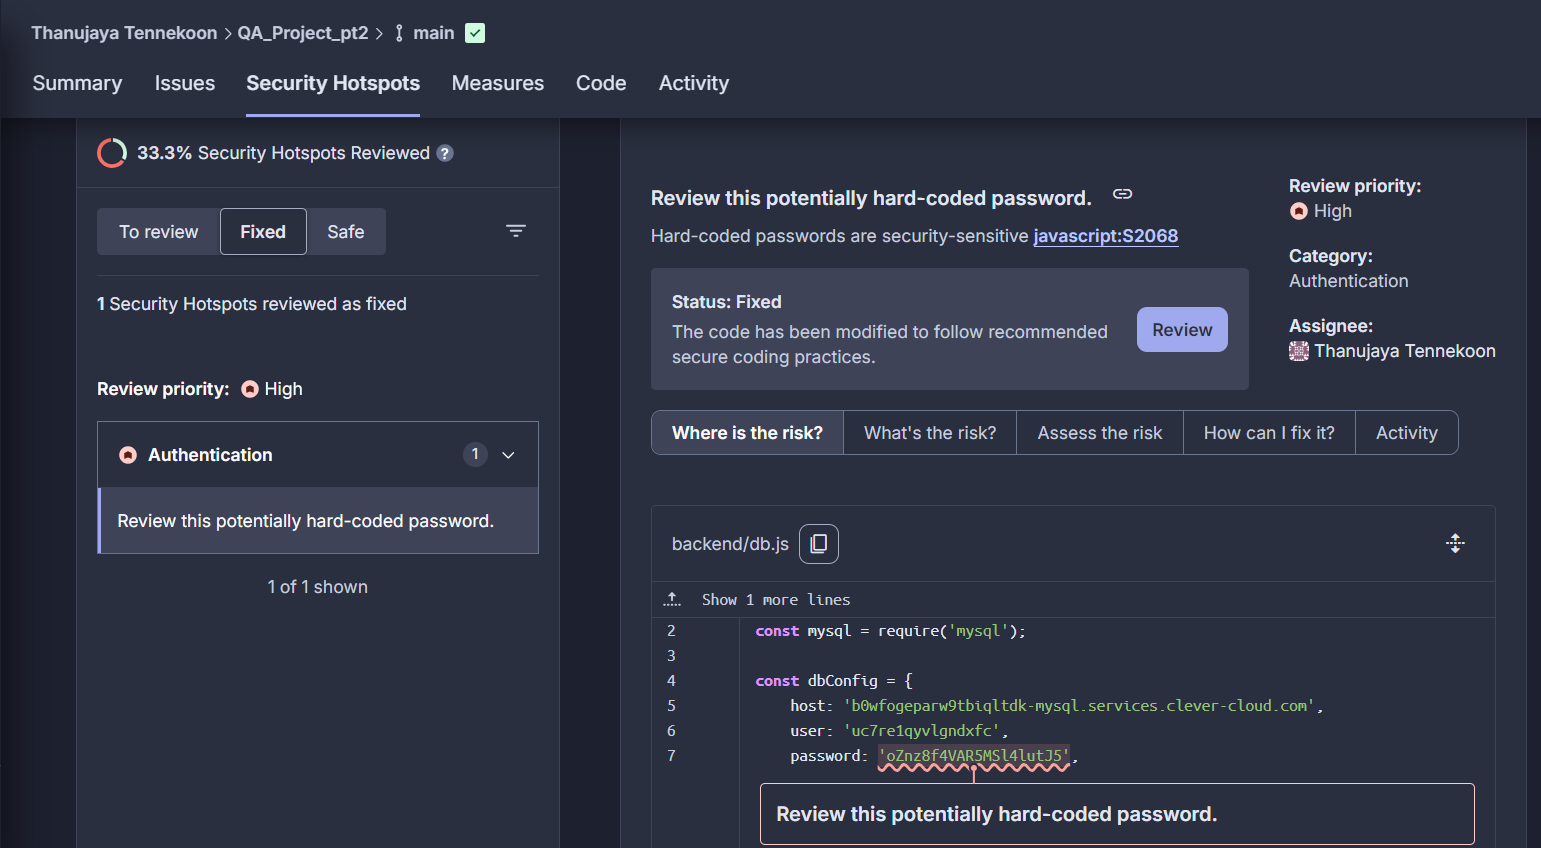 Thanujaya Tennekoon > QA_Project_pt2 > main
Summary Issues Security Hotspots Measures Code Activity
33.3% Security Hotspots Reviewed ?
To review Fixed Safe
1 Security Hotspots reviewed as fixed
Review priority: High
Authentication 1
Review this potentially hard-coded password.
1 of 1 shown
Review this potentially hard-coded password.
Hard-coded passwords are security-sensitive javascript:S2068
Status: Fixed
The code has been modified to follow recommended
secure coding practices.
Review
Review priority:
High
Category:
Authentication
Assignee:
Thanujaya Tennekoon
Where is the risk? What's the risk? Assess the risk How can I fix it? Activity
backend/db.js
Show 1 more lines
2 const mysql = require('mysql');
3
4 const dbConfig = {
5 host: 'b0wfogeparw9tbiqltdk-mysql.services.clever-cloud.com',
6 user: 'uc7re1qyvlgndxfc',
7 password: 'oZnz8f4VAR5MSl4lutJ5',
Review this potentially hard-coded password.